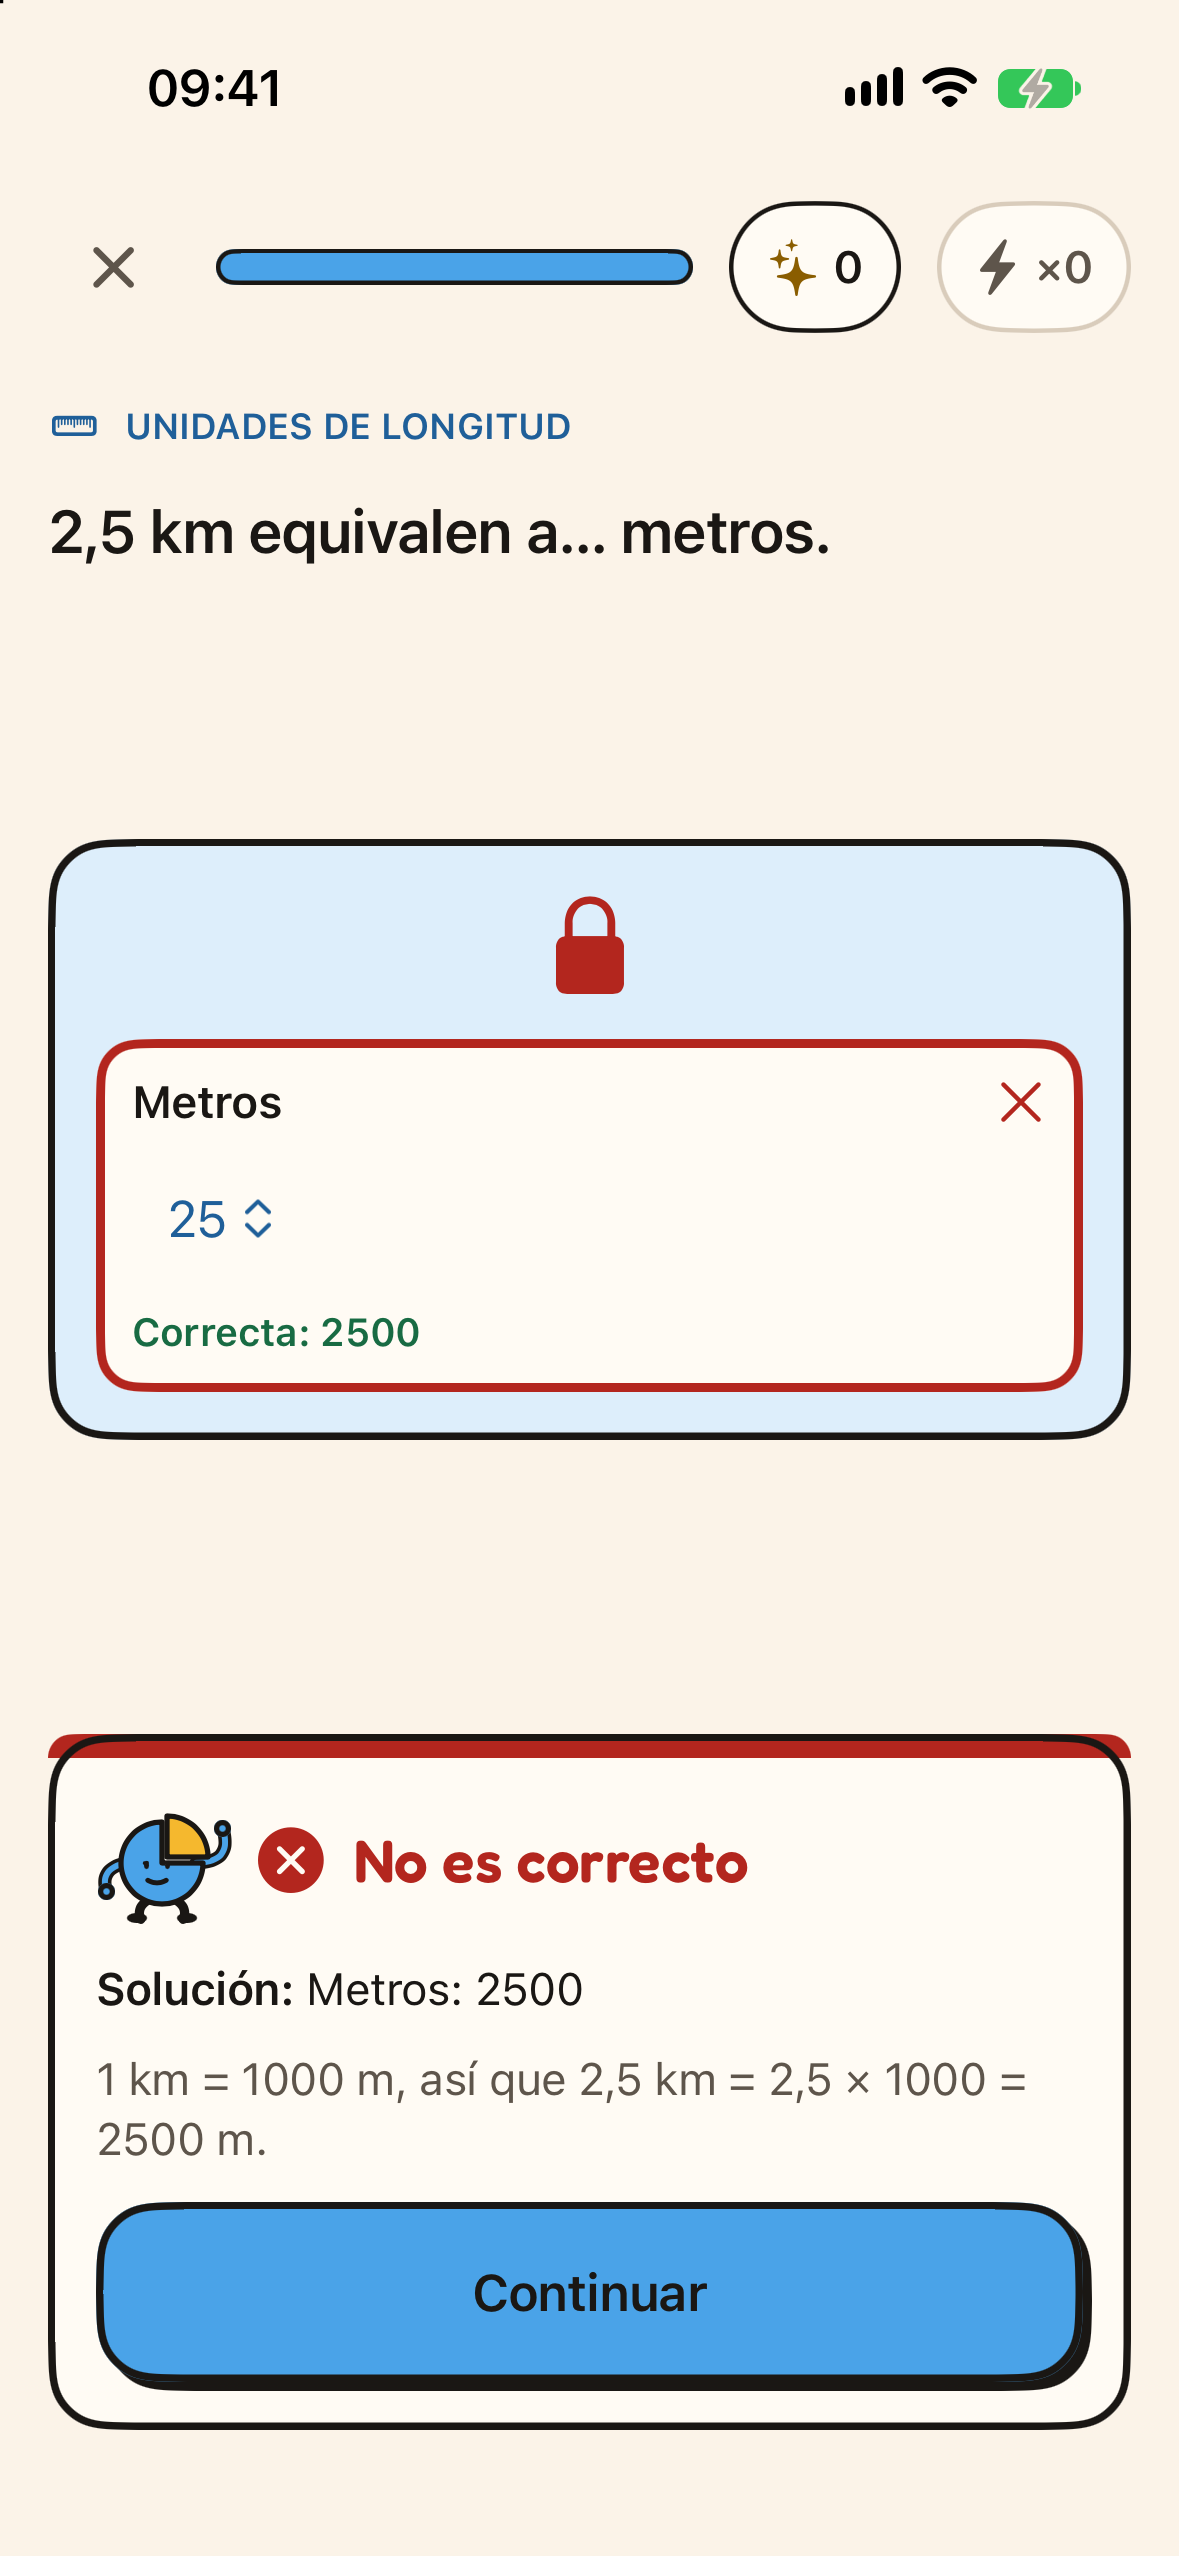 09:41
0
×0
UNIDADES DE LONGITUD
2,5 km equivalen a... metros.
Metros
25
Correcta: 2500
No es correcto
Solución: Metros: 2500
1 km = 1000 m, así que 2,5 km = 2,5 × 1000 =
2500 m.
Continuar